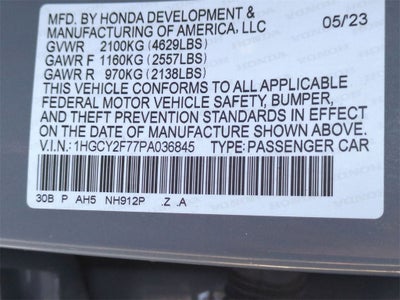 MFD. BY HONDA DEVELOPMENT & 05/'23
MANUFACTURING OF AMERICA, LLC
GVWR 2100KG (4629LBS)
GAWR F 1160KG (2557LBS)
GAWR R 970KG (2138LBS)
THIS VEHICLE CONFORMS TO ALL APPLICABLE
FEDERAL MOTOR VEHICLE SAFETY, BUMPER,
AND THEFT PREVENTION STANDARDS IN EFFECT
ON THE DATE OF MANUFACTURE SHOWN ABOVE.
V.I.N.: 1HGCY2F77PA036845 TYPE: PASSENGER CAR
30B P AH5 NH912P .Z .A